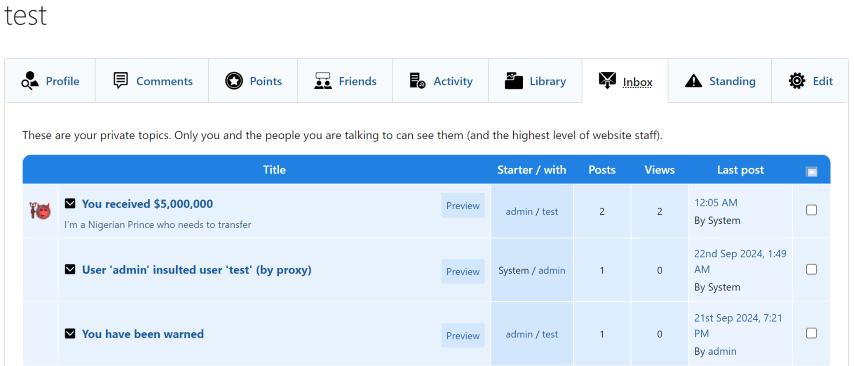 test
Profile Comments Points Friends Activity Library Inbox Standing Edit
These are your private topics. Only you and the people you are talking to can see them (and the highest level of website staff).
Title Starter / with Posts Views Last post
You received $5,000,000
I'm a Nigerian Prince who needs to transfer
Preview
admin / test
2
2
12:05 AM
By System
User 'admin' insulted user 'test' (by proxy)
Preview
System / admin
1
0
22nd Sep 2024, 1:49
AM
By System
You have been warned
Preview
admin / test
1
0
21st Sep 2024, 7:21
PM
By admin